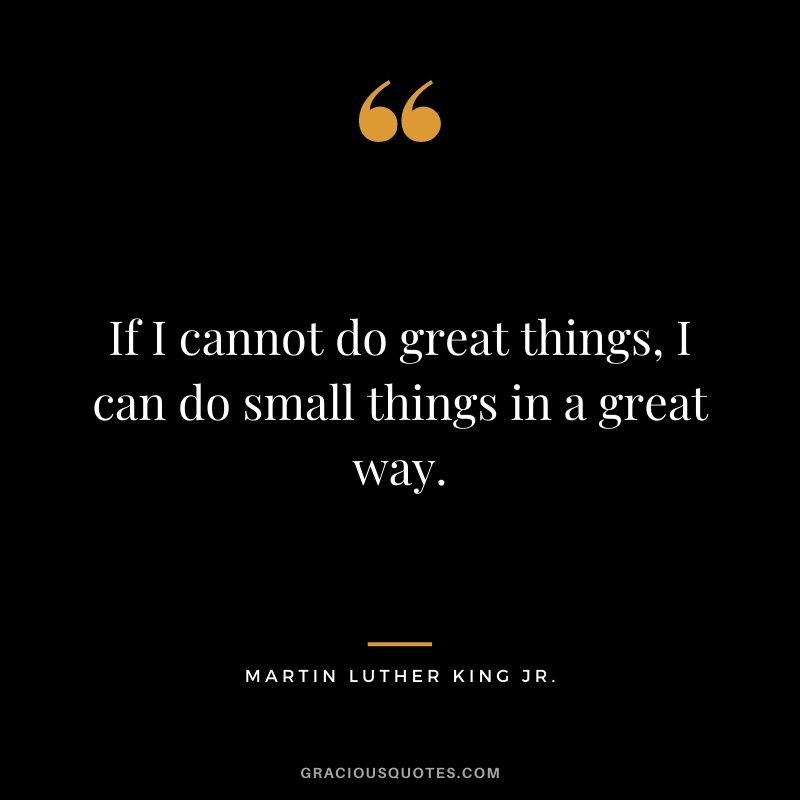 “
If I cannot do great things, I
can do small things in a great
way.
MARTIN LUTHER KING JR.
GRACIOUSQUOTES.COM